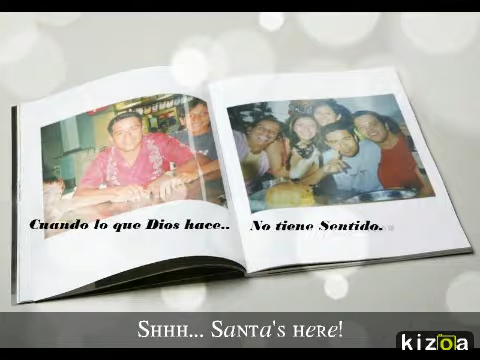 Cuando lo que Dios hace..
No tiene Sentido.
SHHH... SANTA'S HERE!
kizoa